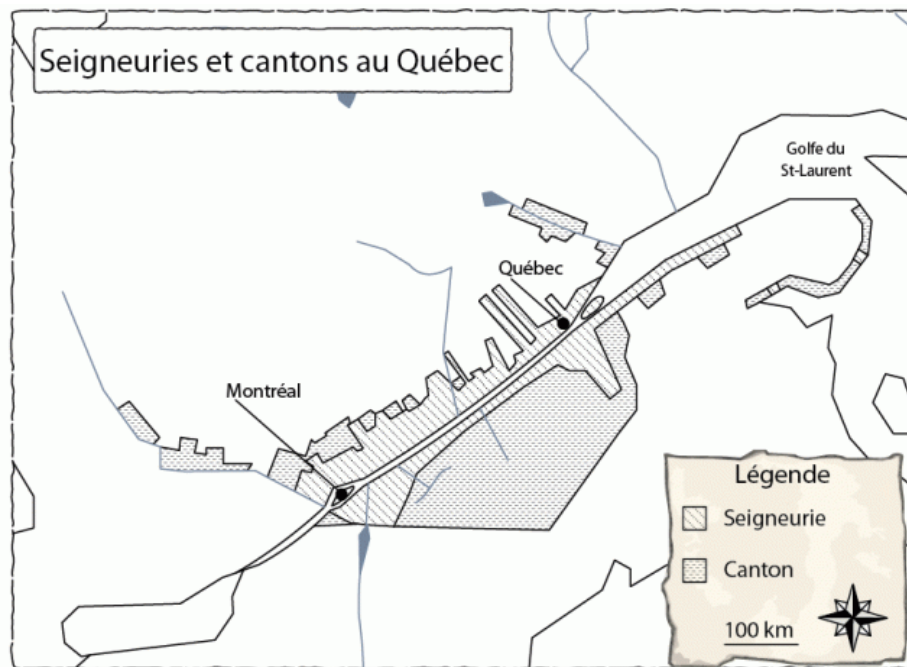 Seigneuries et cantons au Québec
Golfe du
St-Laurent
Québec
Montréal
Légende
Seigneurie
Canton
100 km